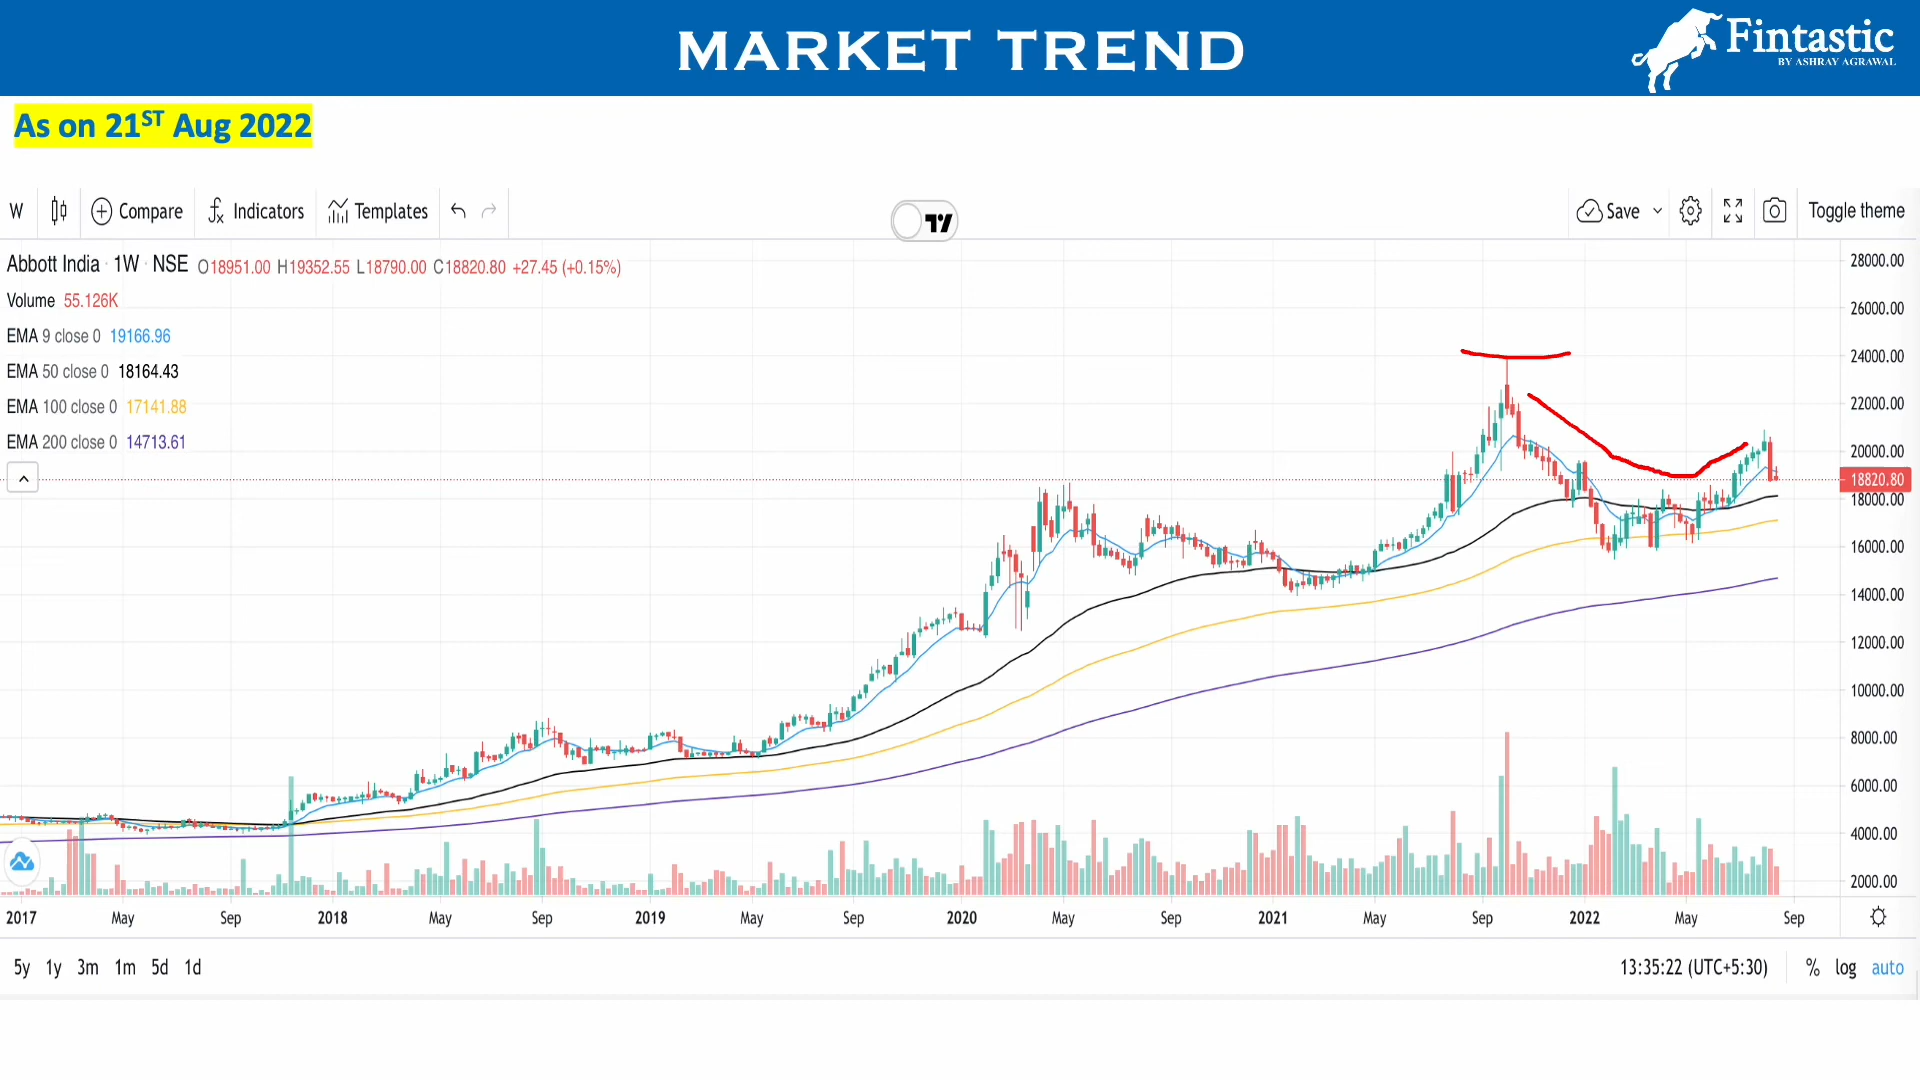 MARKET TREND
Fintastic
BY ASHRAY AGRAWAL
As on 21ST Aug 2022
W Compare Indicators Templates Save Toggle theme
Abbott India · 1W · NSE O18951.00 H19352.55 L18790.00 C18820.80 +27.45 (+0.15%)
Volume 55.126K
EMA 9 close 0 19166.96
EMA 50 close 0 18164.43
EMA 100 close 0 17141.88
EMA 200 close 0 14713.61
28000.00
26000.00
24000.00
22000.00
20000.00
18820.80
18000.00
16000.00
14000.00
12000.00
10000.00
8000.00
6000.00
4000.00
2000.00
2017 May Sep 2018 May Sep 2019 May Sep 2020 May Sep 2021 May Sep 2022 May Sep
5y 1y 3m 1m 5d 1d 13:35:22 (UTC+5:30) % log auto